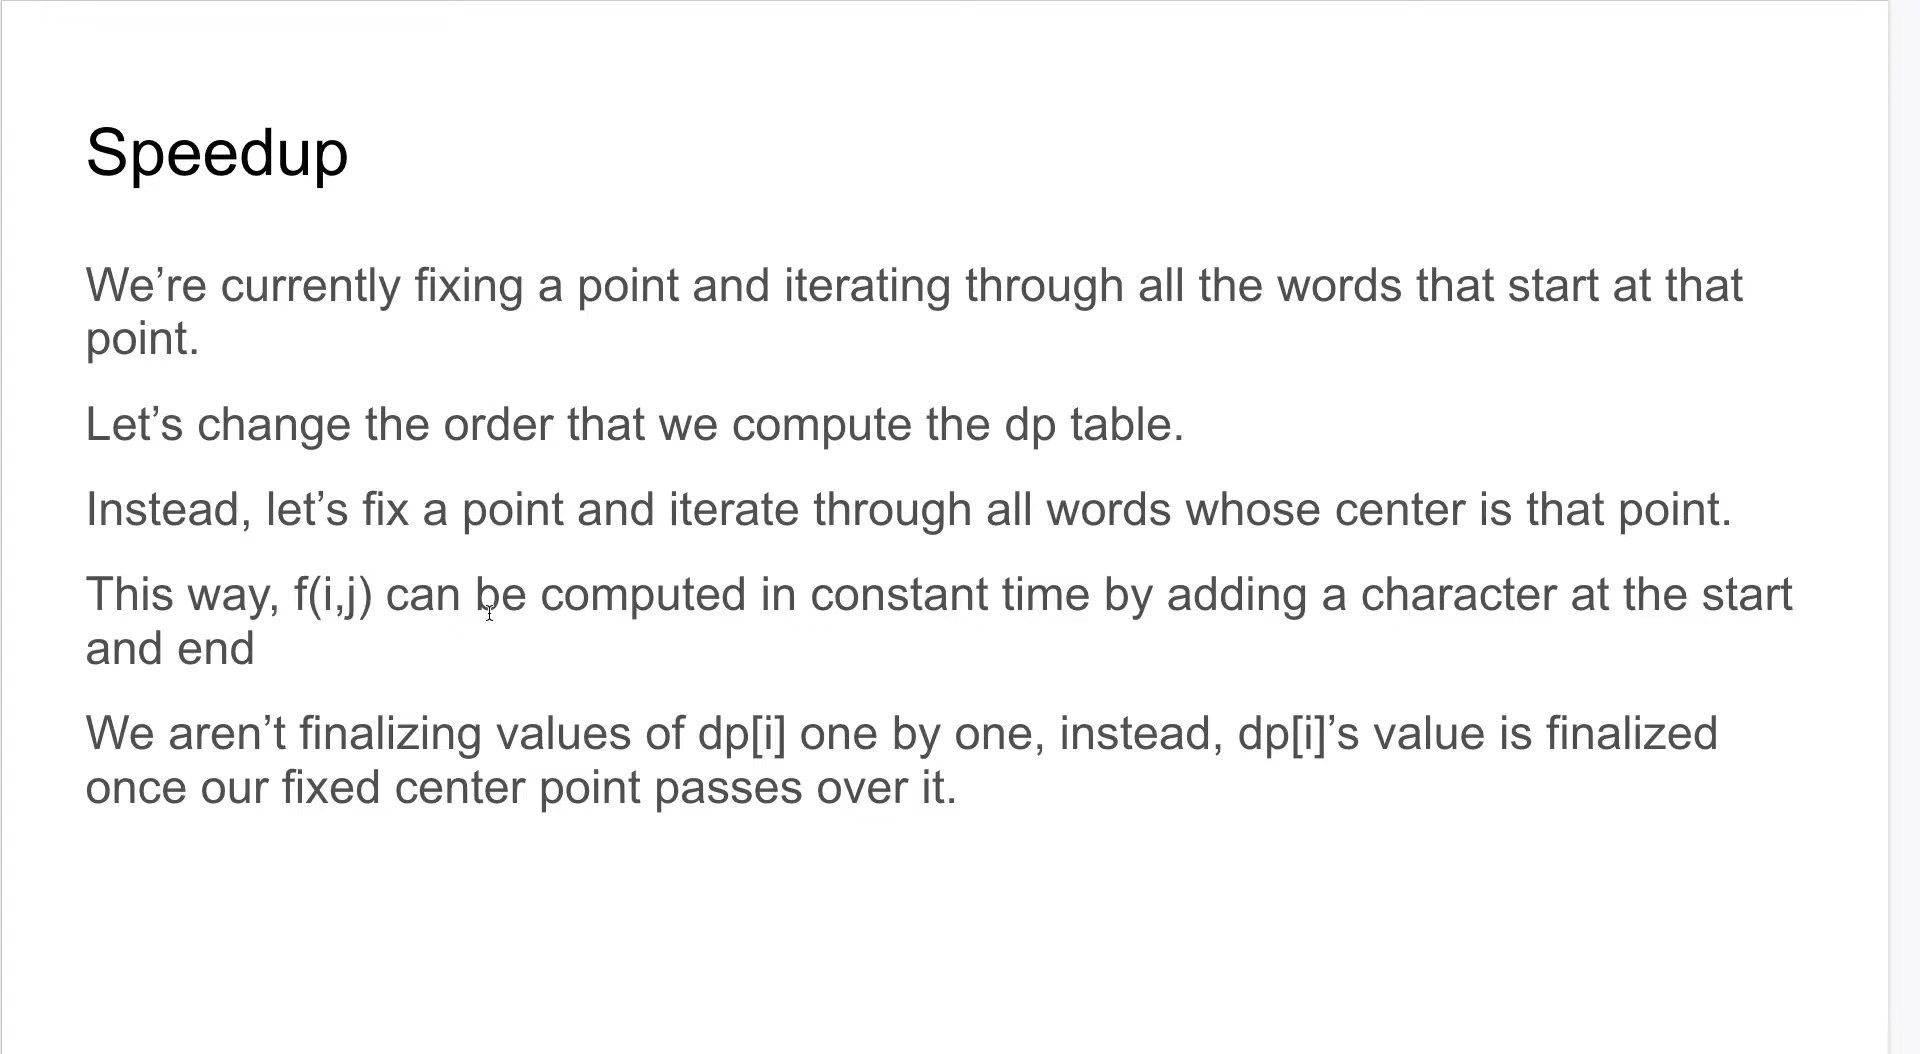 Speedup
We’re currently fixing a point and iterating through all the words that start at that
point.
Let’s change the order that we compute the dp table.
Instead, let’s fix a point and iterate through all words whose center is that point.
This way, f(i,j) can be computed in constant time by adding a character at the start
and end
We aren’t finalizing values of dp[i] one by one, instead, dp[i]’s value is finalized
once our fixed center point passes over it.